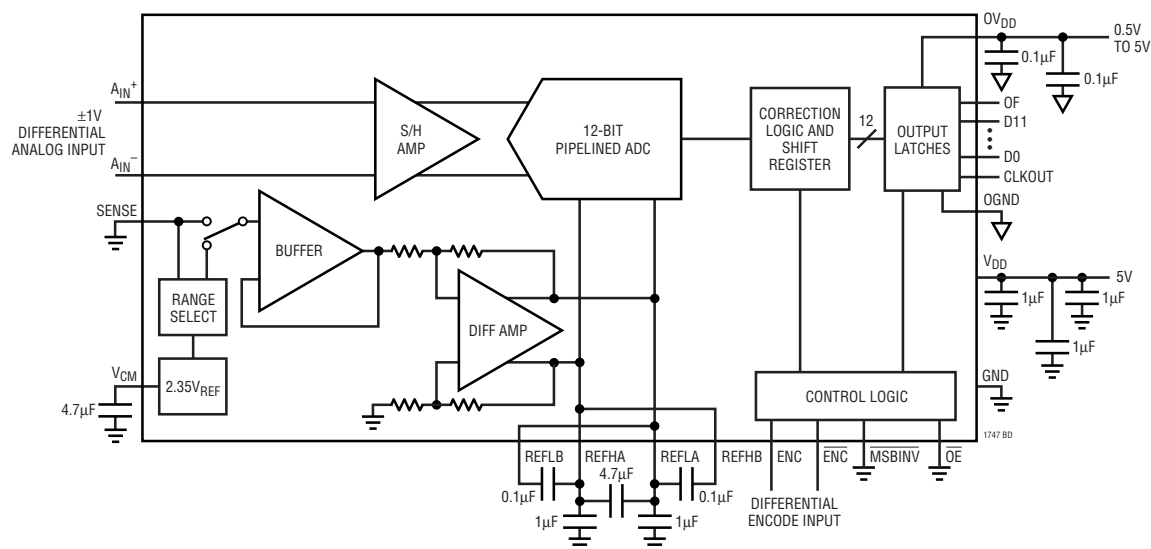 OVDD
0.5V
TO 5V
0.1µF
0.1µF
AIN+
±1V
DIFFERENTIAL
ANALOG INPUT
AIN–
S/H
AMP
12-BIT
PIPELINED ADC
CORRECTION
LOGIC AND
SHIFT
REGISTER
12
OUTPUT
LATCHES
OF
D11
D0
CLKOUT
OGND
SENSE
BUFFER
RANGE
SELECT
DIFF AMP
VDD
5V
1µF
1µF
1µF
VCM
2.35VREF
4.7µF
GND
CONTROL LOGIC
1747 BD
REFLB
REFHA
REFLA
REFHB
ENC
E̅N̅C̅
M̅S̅B̅I̅N̅V̅
O̅E̅
4.7µF
0.1µF
0.1µF
1µF
1µF
DIFFERENTIAL
ENCODE INPUT